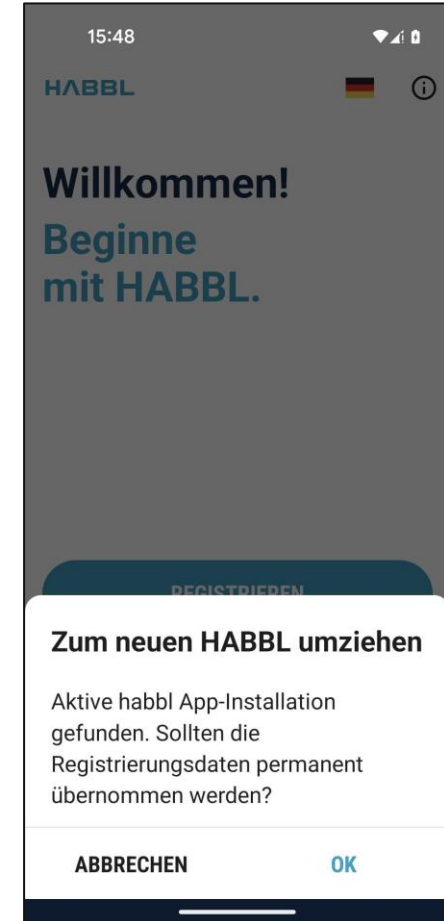 15:48
HABBL
Willkommen!
Beginne
mit HABBL.
REGISTRIEREN
Zum neuen HABBL umziehen
Aktive habbl App-Installation
gefunden. Sollten die
Registrierungsdaten permanent
übernommen werden?
ABBRECHEN OK